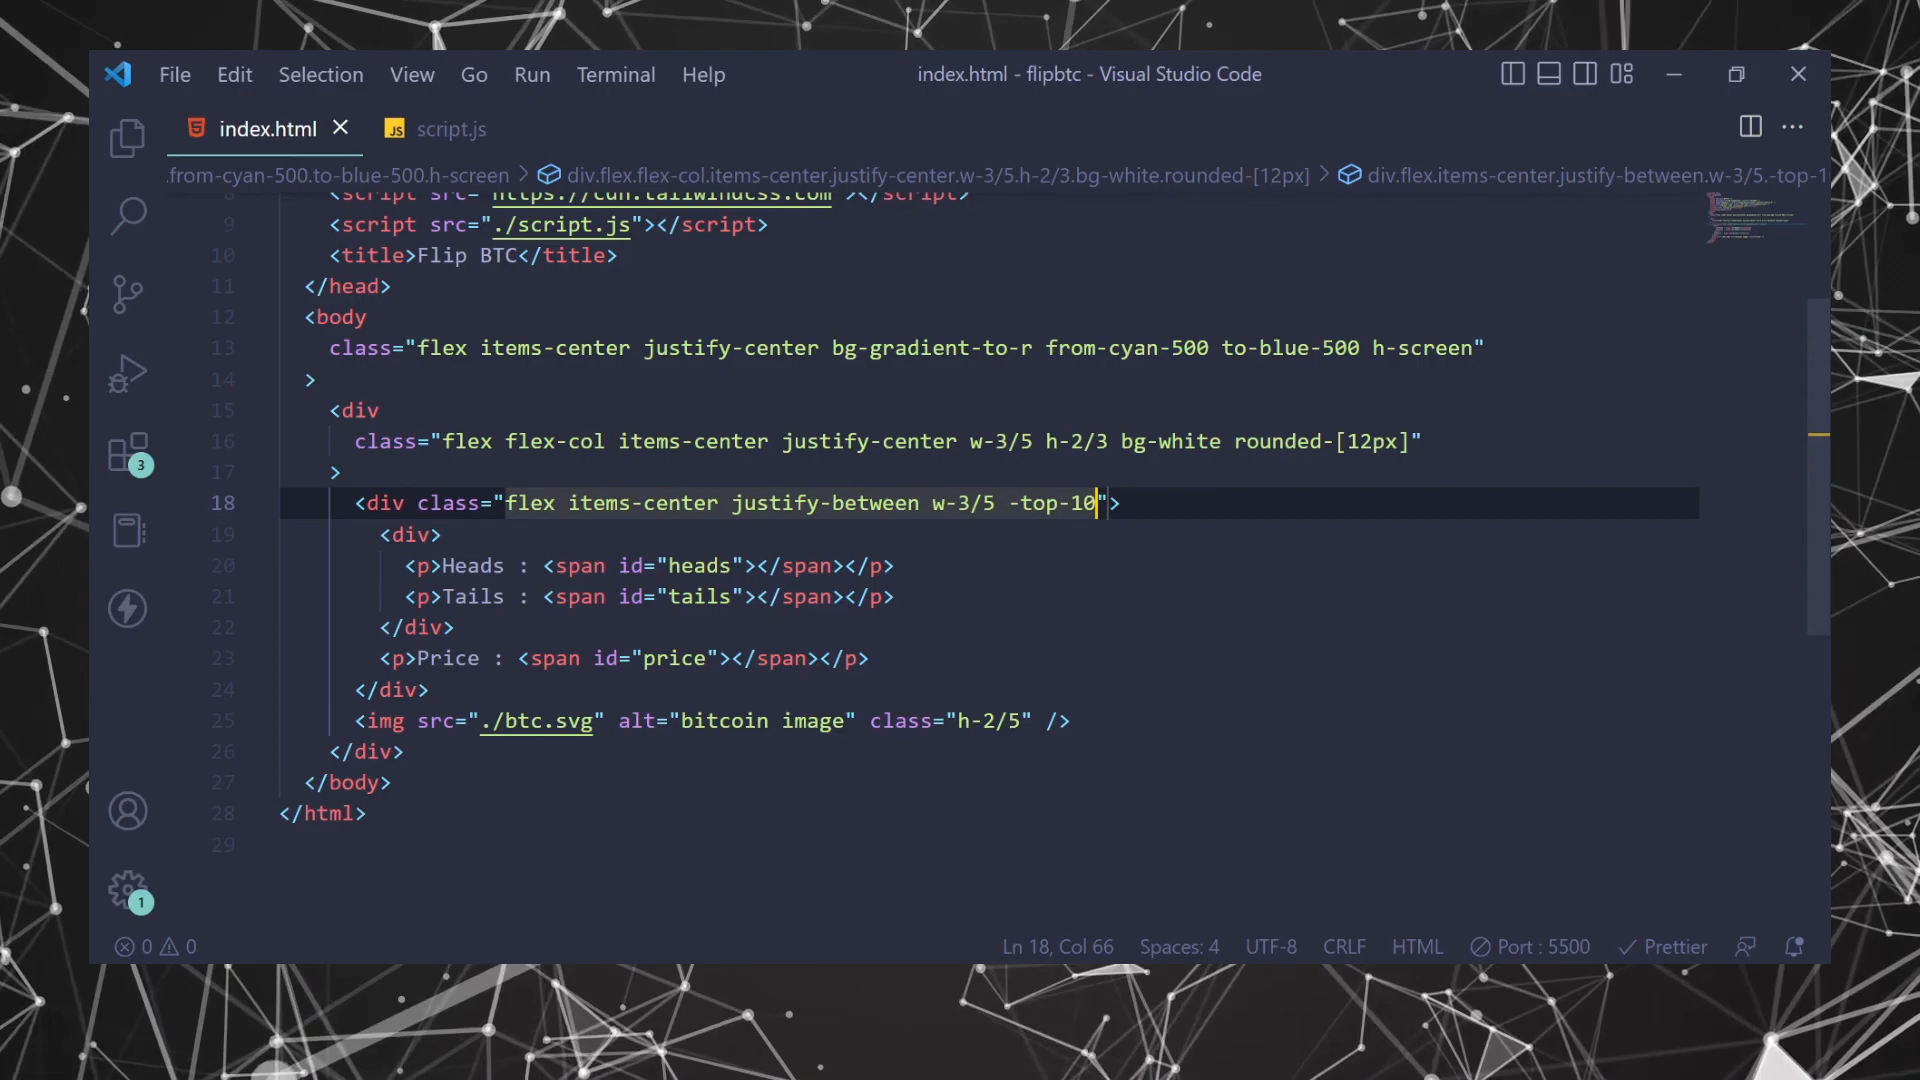 File Edit Selection View Go Run Terminal Help
index.html - flipbtc - Visual Studio Code
index.html
JS script.js
.from-cyan-500.to-blue-500.h-screen > div.flex.flex-col.items-center.justify-center.w-3/5.h-2/3.bg-white.rounded-[12px] > div.flex.items-center.justify-between.w-3/5.-top-1
8 <script src="https://cdn.tailwindcss.com"></script>
9 <script src="./script.js"></script>
10 <title>Flip BTC</title>
11 </head>
12 <body
13 class="flex items-center justify-center bg-gradient-to-r from-cyan-500 to-blue-500 h-screen"
14 >
15 <div
16 class="flex flex-col items-center justify-center w-3/5 h-2/3 bg-white rounded-[12px]"
17 >
18 <div class="flex items-center justify-between w-3/5 -top-10">
19 <div>
20 <p>Heads : <span id="heads"></span></p>
21 <p>Tails : <span id="tails"></span></p>
22 </div>
23 <p>Price : <span id="price"></span></p>
24 </div>
25 <img src="./btc.svg" alt="bitcoin image" class="h-2/5" />
26 </div>
27 </body>
28 </html>
29
3
1
0 0
Ln 18, Col 66 Spaces: 4 UTF-8 CRLF HTML Port : 5500 Prettier